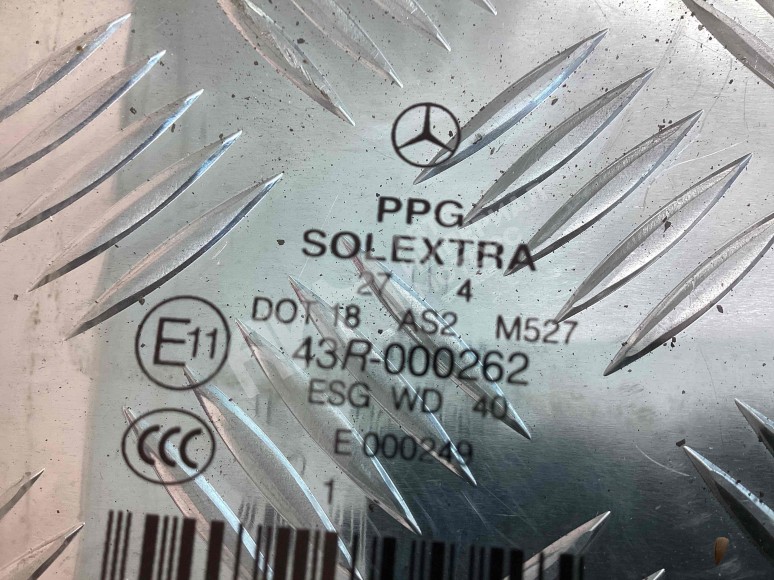 PPG
SOLEXTRA
27 4
DOT 18 AS2 M527
E11
43R-000262
ESG WD 40
CCC
E 000249
1